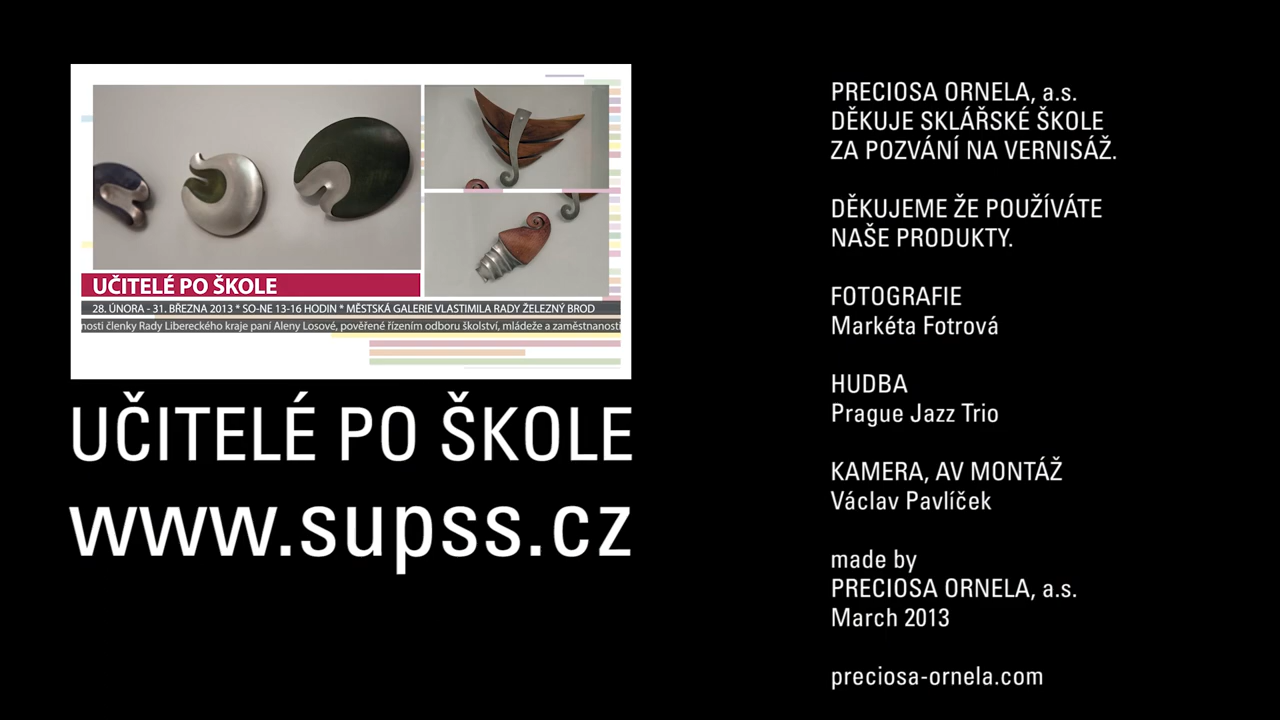 UČITELÉ PO ŠKOLE
28. ÚNORA - 31. BŘEZNA 2013 * SO-NE 13-16 HODIN * MĚSTSKÁ GALERIE VLASTIMILA RADY ŽELEZNÝ BROD
nosti členky Rady Libereckého kraje paní Aleny Losové, pověřené řízením odboru školství, mládeže a zaměstnanosti
UČITELÉ PO ŠKOLE
www.supss.cz
PRECIOSA ORNELA, a.s.
DĚKUJE SKLÁŘSKÉ ŠKOLE
ZA POZVÁNÍ NA VERNISÁŽ.
DĚKUJEME ŽE POUŽÍVÁTE
NAŠE PRODUKTY.
FOTOGRAFIE
Markéta Fotrová
HUDBA
Prague Jazz Trio
KAMERA, AV MONTÁŽ
Václav Pavlíček
made by
PRECIOSA ORNELA, a.s.
March 2013
preciosa-ornela.com